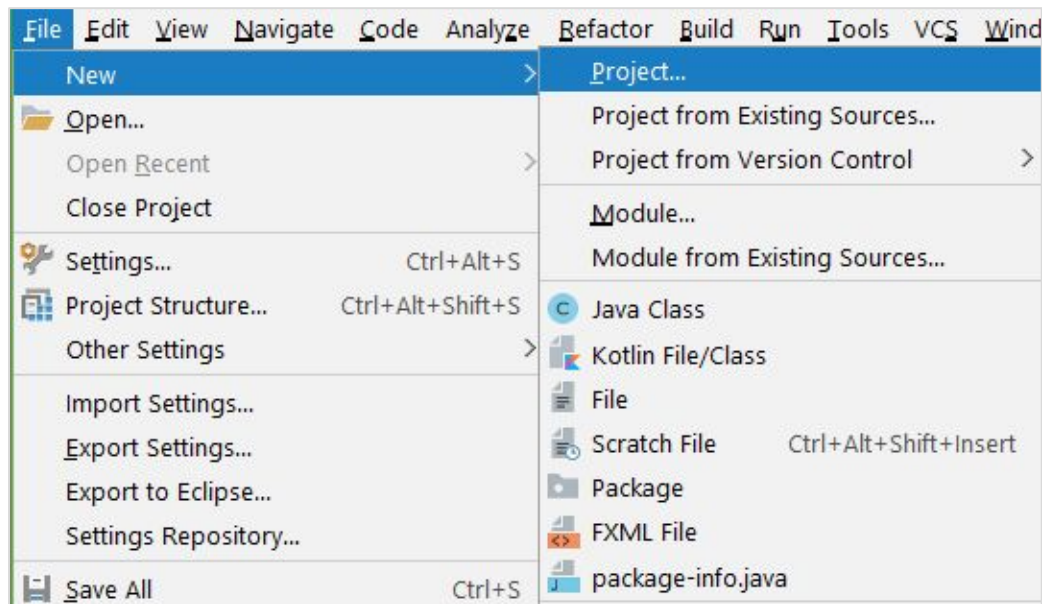 File Edit View Navigate Code Analyze Refactor Build Run Tools VCS Wind
New
Open...
Open Recent
Close Project
Settings... Ctrl+Alt+S
Project Structure... Ctrl+Alt+Shift+S
Other Settings
Import Settings...
Export Settings...
Export to Eclipse...
Settings Repository...
Save All Ctrl+S
Project...
Project from Existing Sources...
Project from Version Control
Module...
Module from Existing Sources...
C Java Class
Kotlin File/Class
File
Scratch File Ctrl+Alt+Shift+Insert
Package
<> FXML File
J package-info.java